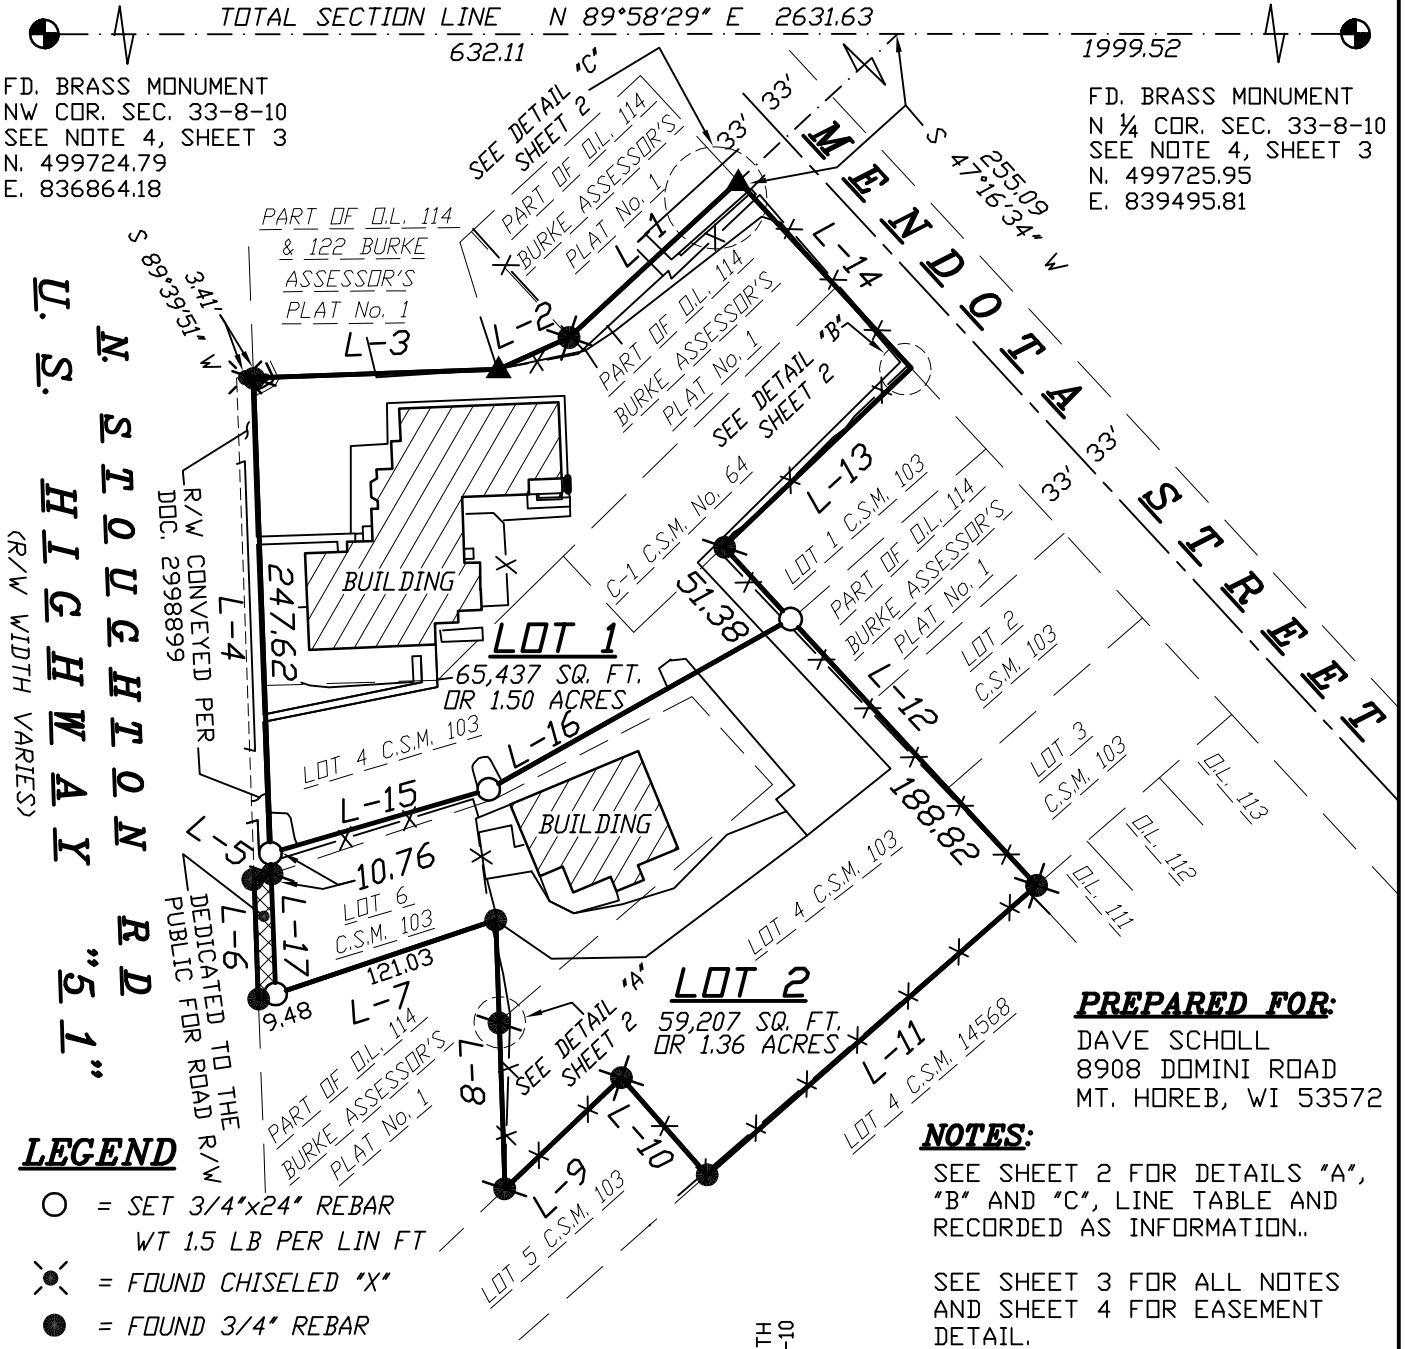 TOTAL SECTION LINE N 89°58'29" E 2631.63
632.11
1999.52
FD. BRASS MONUMENT
NW COR. SEC. 33-8-10
SEE NOTE 4, SHEET 3
N. 499724.79
E. 836864.18
FD. BRASS MONUMENT
N 1/4 COR. SEC. 33-8-10
SEE NOTE 4, SHEET 3
N. 499725.95
E. 839495.81
SEE DETAIL "C"
SHEET 2
PART OF O.L. 114
BURKE ASSESSOR'S
PLAT No. 1
33'
33'
255.09
S 47°16'34" W
MENDOTA STREET
33'
33'
PART OF O.L. 114
& 122 BURKE
ASSESSOR'S
PLAT No. 1
3.41'
S 89°39'51" W
L-1
L-2
L-3
L-14
PART OF O.L. 114
BURKE ASSESSOR'S
PLAT No. 1
SEE DETAIL "B"
SHEET 2
U.S. HIGHWAY "51"
N. STOUGHTON RD
(R/W WIDTH VARIES)
R/W CONVEYED PER
DOC. 2998899
L-4
247.62
BUILDING
C-1 C.S.M. No. 64
L-13
LOT 1 C.S.M. 103
PART OF O.L. 114
BURKE ASSESSOR'S
PLAT No. 1
LOT 2
C.S.M. 103
51.38
LOT 1
65,437 SQ. FT.
OR 1.50 ACRES
L-12
LOT 3
C.S.M. 103
O.L. 113
O.L. 112
O.L. 111
188.82
LOT 4 C.S.M. 103
L-16
L-15
BUILDING
L-5
10.76
LOT 6
C.S.M. 103
L-17
L-6
DEDICATED TO THE
PUBLIC FOR ROAD R/W
121.03
9.48
L-7
LOT 4 C.S.M. 103
LOT 2
59,207 SQ. FT.
OR 1.36 ACRES
SEE DETAIL "A"
SHEET 2
L-8
PART OF O.L. 114
BURKE ASSESSOR'S
PLAT No. 1
L-9
L-10
L-11
LOT 4 C.S.M. 14568
LOT 5 C.S.M. 103
PREPARED FOR:
DAVE SCHOLL
8908 DOMINI ROAD
MT. HOREB, WI 53572
LEGEND
= SET 3/4"x24" REBAR
WT 1.5 LB PER LIN FT
= FOUND CHISELED "X"
= FOUND 3/4" REBAR
NOTES:
SEE SHEET 2 FOR DETAILS "A",
"B" AND "C", LINE TABLE AND
RECORDED AS INFORMATION..
SEE SHEET 3 FOR ALL NOTES
AND SHEET 4 FOR EASEMENT
DETAIL.
TH
-10